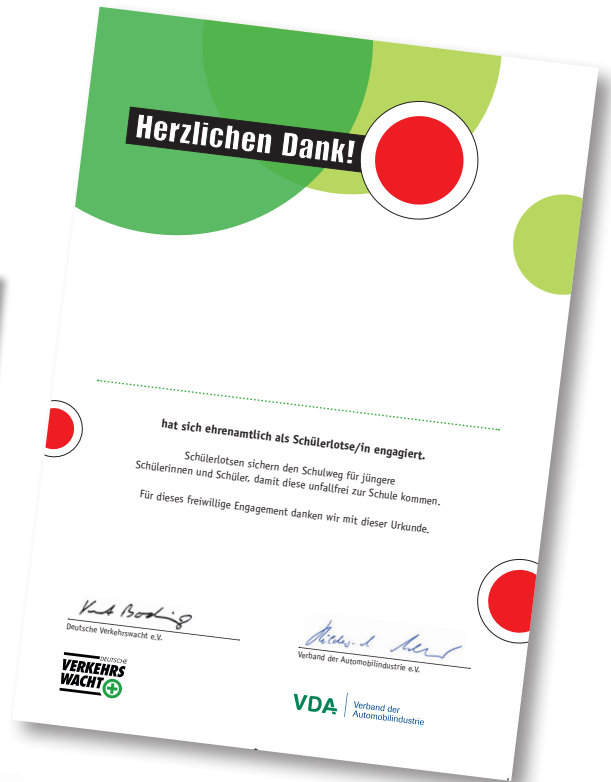 Herzlichen Dank!
hat sich ehrenamtlich als Schülerlotse/in engagiert.
Schülerlotsen sichern den Schulweg für jüngere
Schülerinnen und Schüler, damit diese unfallfrei zur Schule kommen.
Für dieses freiwillige Engagement danken wir mit dieser Urkunde.
Deutsche Verkehrswacht e.V.
Verband der Automobilindustrie e.V.
DEUTSCHE
VERKEHRS
WACHT
VDA
Verband der
Automobilindustrie